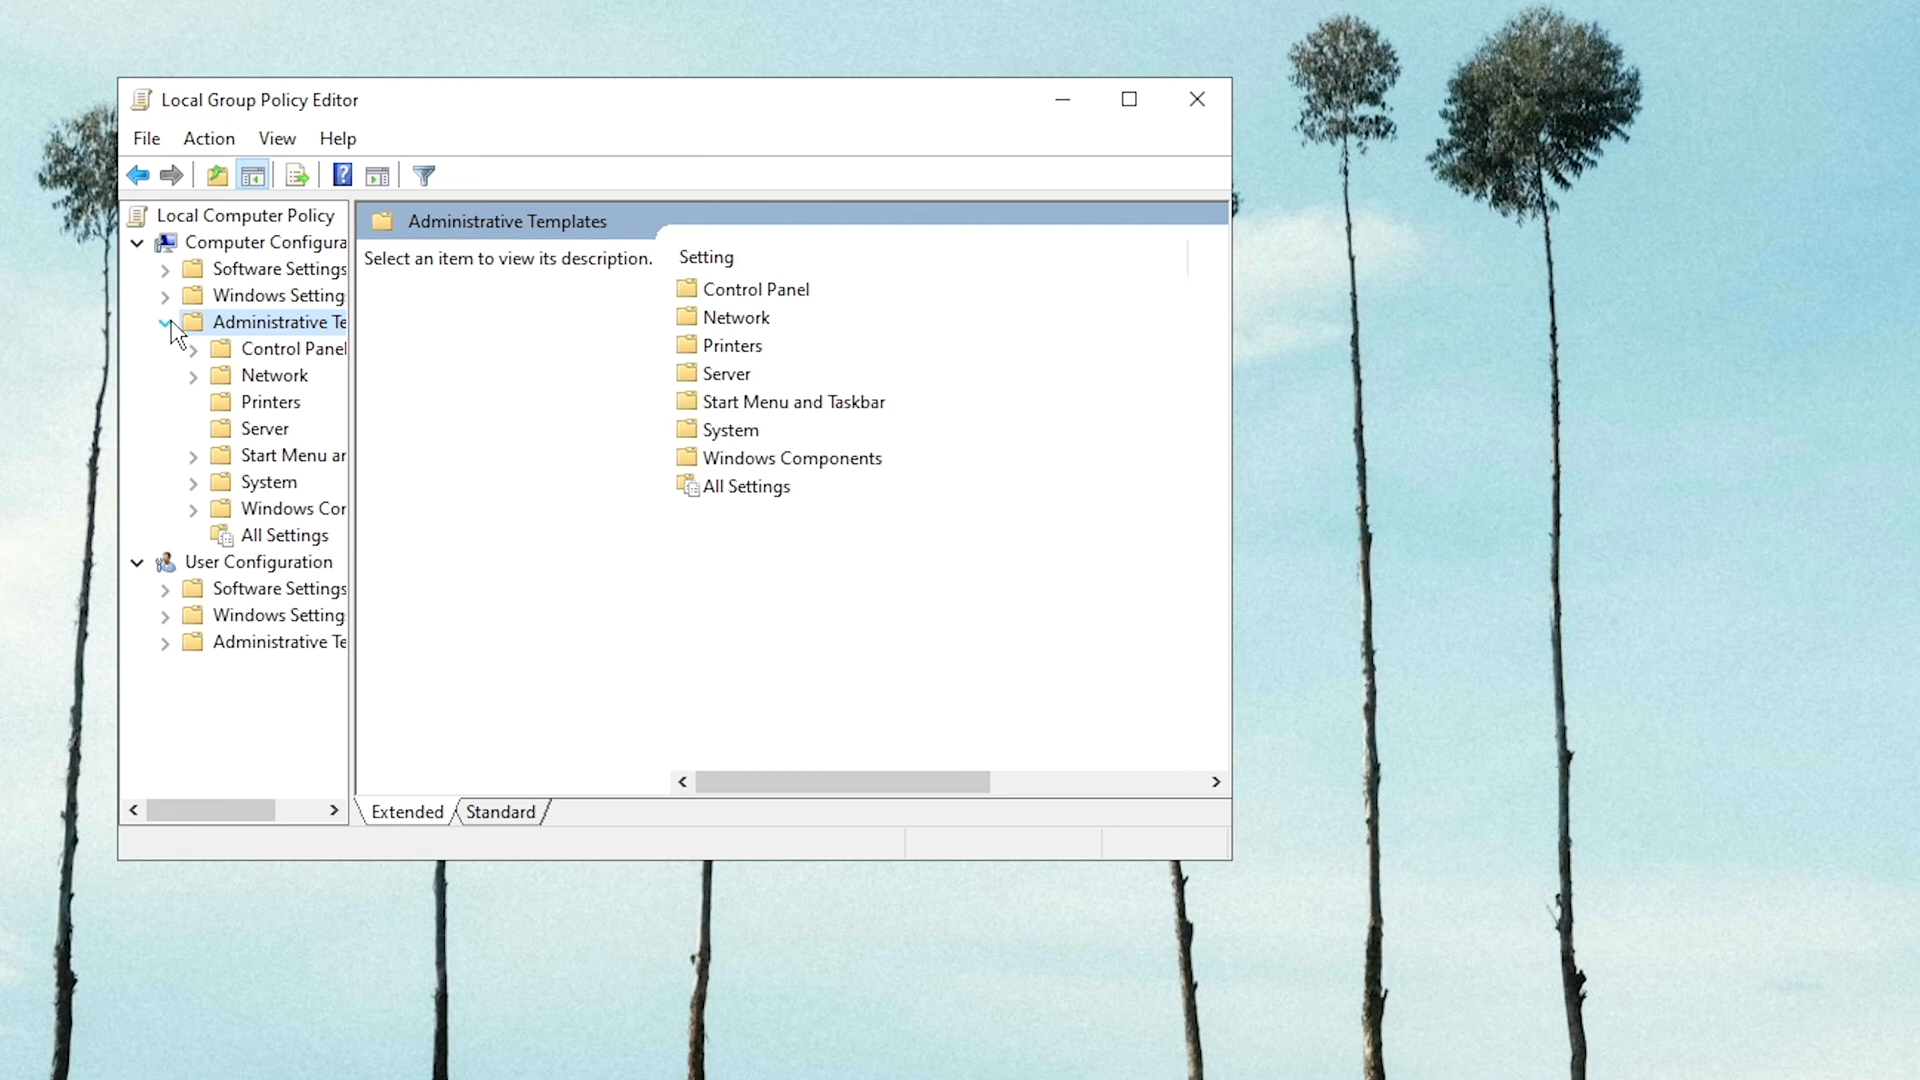 Local Group Policy Editor
File Action View Help
Local Computer Policy
Computer Configura
Software Settings
Windows Setting
Administrative Te
Control Panel
Network
Printers
Server
Start Menu ar
System
Windows Cor
All Settings
User Configuration
Software Settings
Windows Setting
Administrative Te
Administrative Templates
Select an item to view its description.
Setting
Control Panel
Network
Printers
Server
Start Menu and Taskbar
System
Windows Components
All Settings
Extended Standard